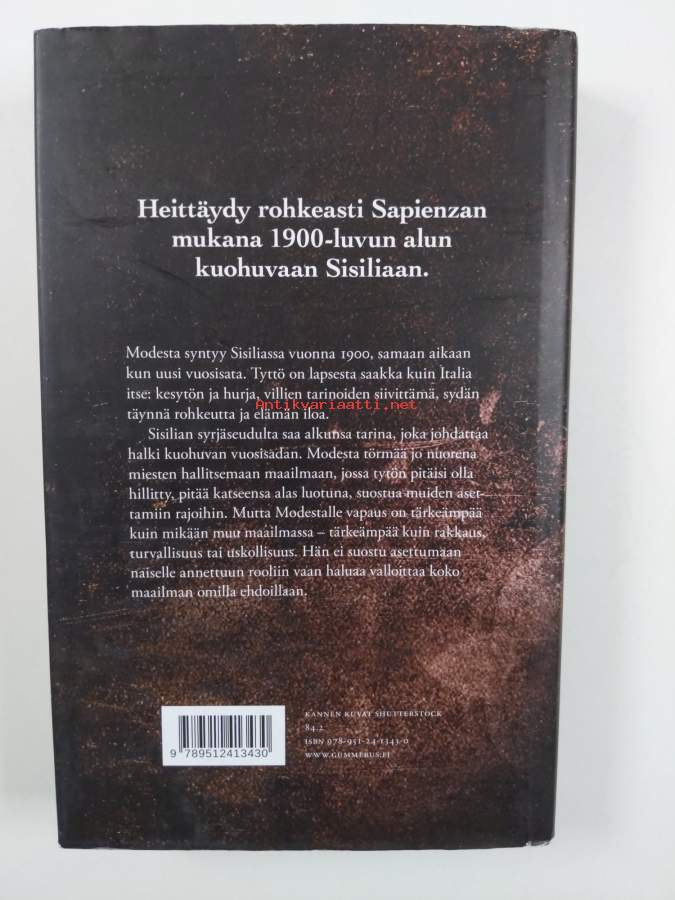 Heittäydy rohkeasti Sapienzan
mukana 1900-luvun alun
kuohuvaan Sisiliaan.
Modesta syntyy Sisiliassa vuonna 1900, samaan aikaan
kun uusi vuosisata. Tyttö on lapsesta saakka kuin Italia
itse: kesytön ja hurja, villien tarinoiden siivittämä, sydän
täynnä rohkeutta ja elämän iloa.
Antikvariaatti.net
Sisilian syrjäseudulta saa alkunsa tarina, joka johdattaa
halki kuohuvan vuosisadan. Modesta törmää jo nuorena
miesten hallitsemaan maailmaan, jossa tytön pitäisi olla
hillitty, pitää katseensa alas luotuna, suostua muiden aset-
tamiin rajoihin. Mutta Modestalle vapaus on tärkeämpää
kuin mikään muu maailmassa – tärkeämpää kuin rakkaus,
turvallisuus tai uskollisuus. Hän ei suostu asettumaan
naiselle annettuun rooliin vaan haluaa valloittaa koko
maailman omilla ehdoillaan.
KANNEN KUVAT SHUTTERSTOCK
84.2
ISBN 978-951-24-1343-0
WWW.GUMMERUS.FI
9 789512413430